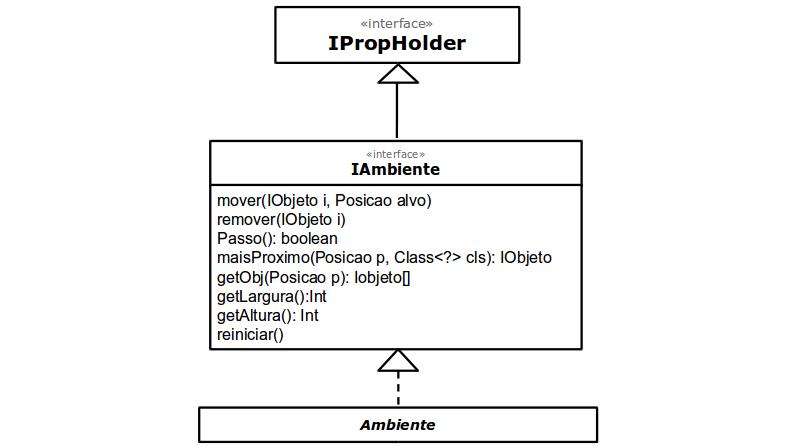 «interface»
IPropHolder
«interface»
IAmbiente
mover(IObjeto i, Posicao alvo)
remover(IObjeto i)
Passo(): boolean
maisProximo(Posicao p, Class<?> cls): IObjeto
getObj(Posicao p): Iobjeto[]
getLargura():Int
getAltura(): Int
reiniciar()
Ambiente